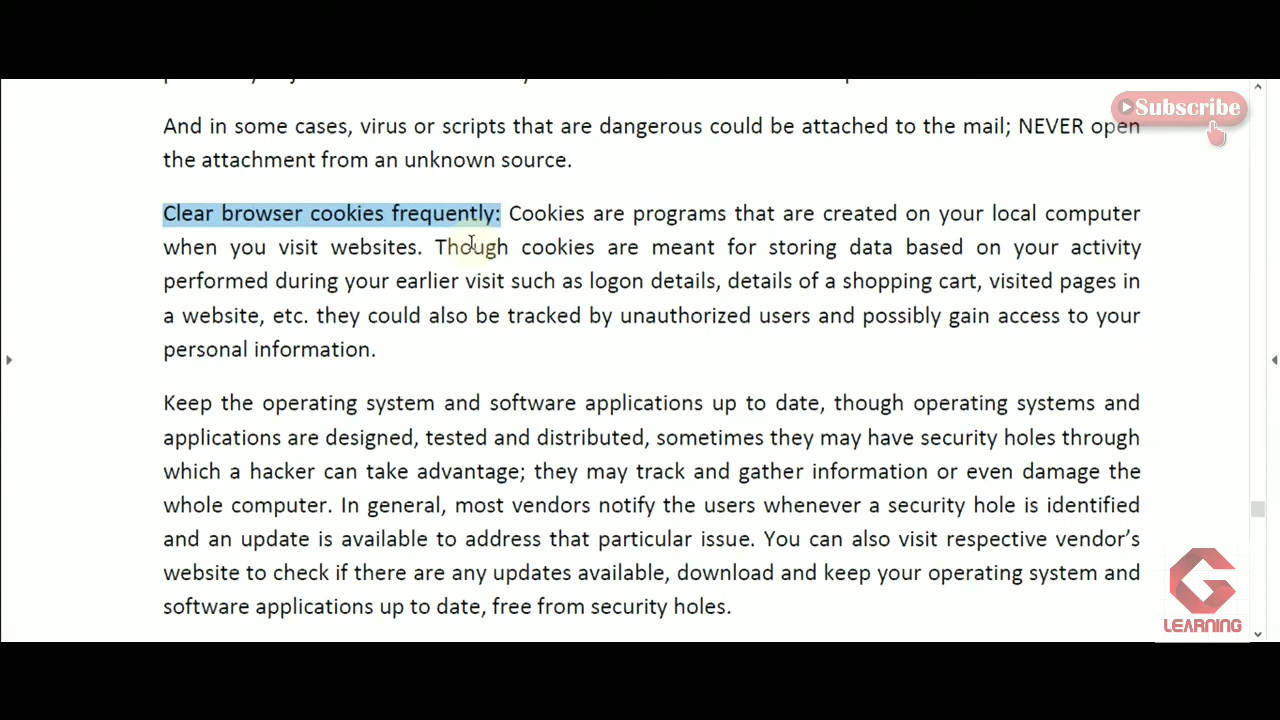 Subscribe
And in some cases, virus or scripts that are dangerous could be attached to the mail; NEVER open
the attachment from an unknown source.
Clear browser cookies frequently: Cookies are programs that are created on your local computer
when you visit websites. Though cookies are meant for storing data based on your activity
performed during your earlier visit such as logon details, details of a shopping cart, visited pages in
a website, etc. they could also be tracked by unauthorized users and possibly gain access to your
personal information.
Keep the operating system and software applications up to date, though operating systems and
applications are designed, tested and distributed, sometimes they may have security holes through
which a hacker can take advantage; they may track and gather information or even damage the
whole computer. In general, most vendors notify the users whenever a security hole is identified
and an update is available to address that particular issue. You can also visit respective vendor’s
website to check if there are any updates available, download and keep your operating system and
software applications up to date, free from security holes.
LEARNING